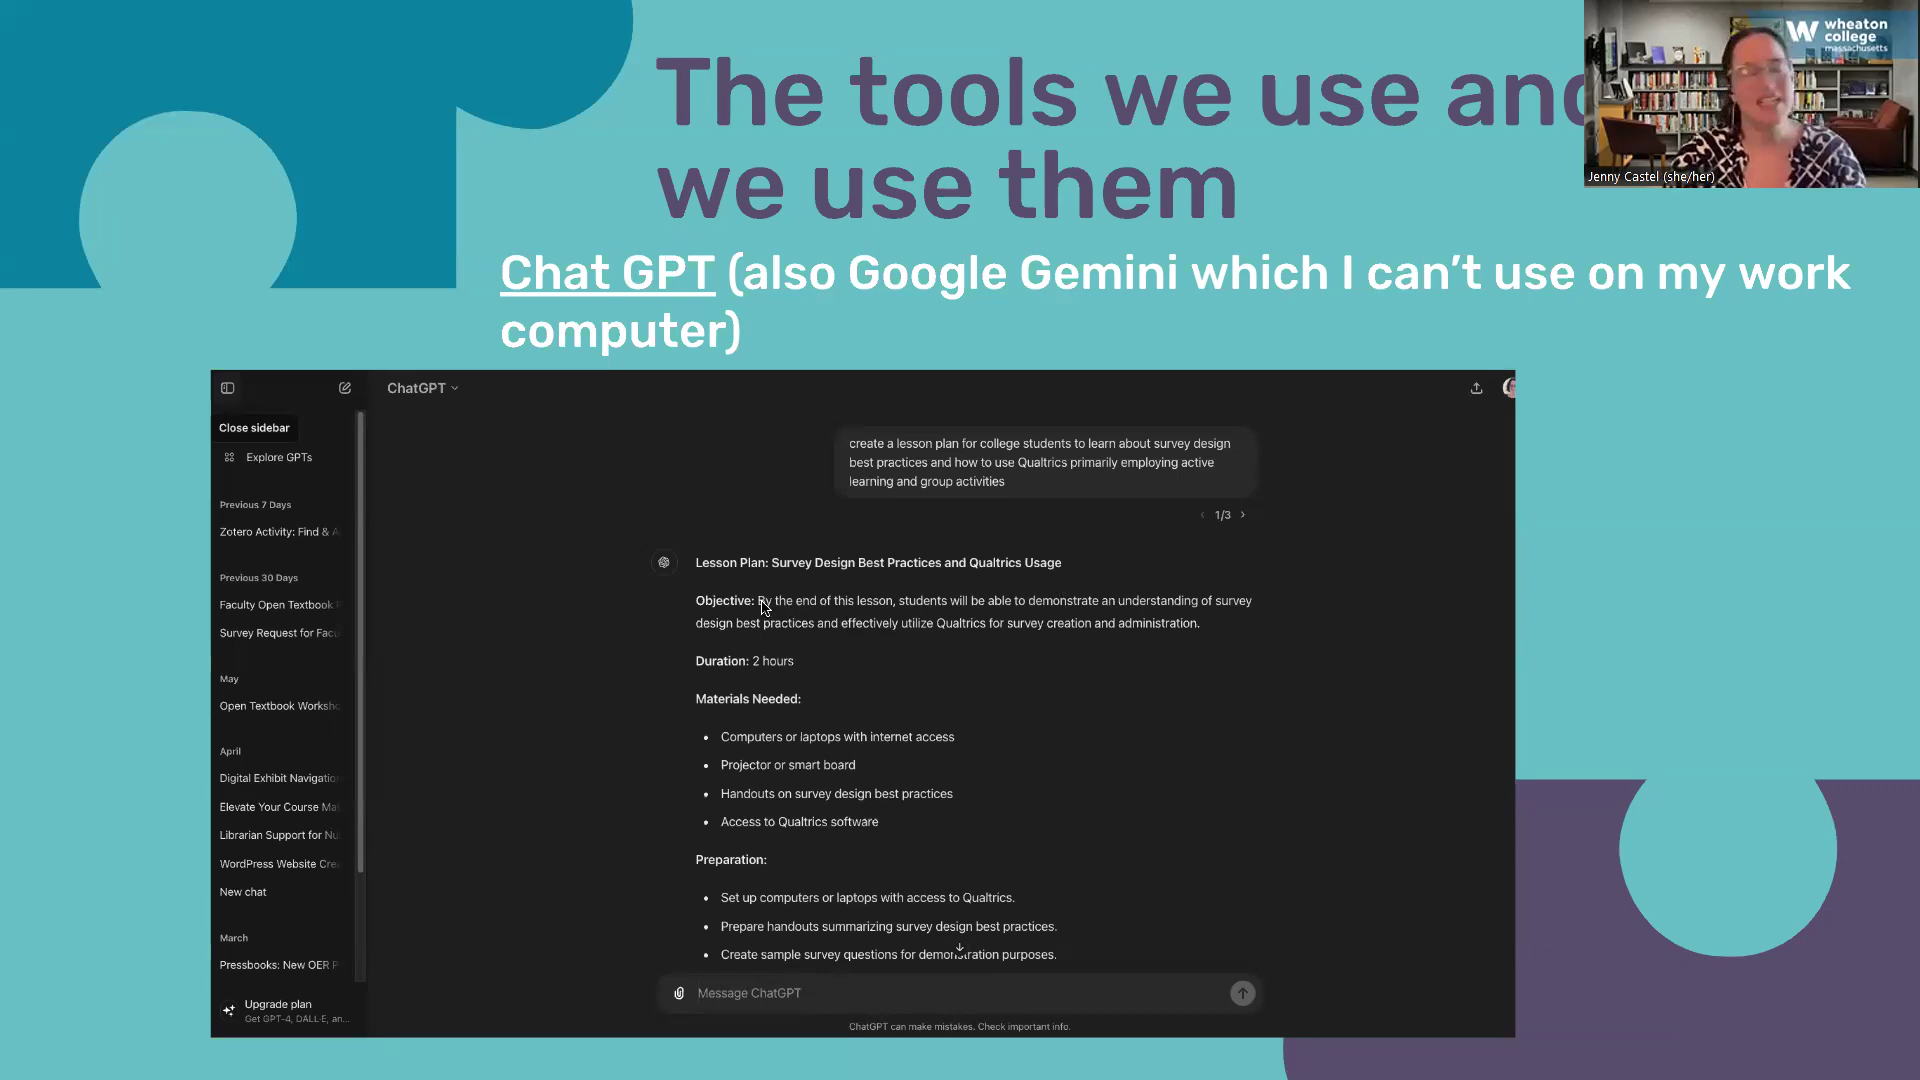 The tools we use and
we use them
wheaton
college
massachusetts
Jenny Castel (she/her)
Chat GPT (also Google Gemini which I can't use on my work
computer)
ChatGPT
Close sidebar
Explore GPTs
Previous 7 Days
Zotero Activity: Find & A
Previous 30 Days
Faculty Open Textbook
Survey Request for Facu
May
Open Textbook Worksho
April
Digital Exhibit Navigation
Elevate Your Course Mat
Librarian Support for Nu
WordPress Website Crea
New chat
March
Pressbooks: New OER P
Upgrade plan
Get GPT-4, DALL·E, an...
create a lesson plan for college students to learn about survey design
best practices and how to use Qualtrics primarily employing active
learning and group activities
1/3
Lesson Plan: Survey Design Best Practices and Qualtrics Usage
Objective: By the end of this lesson, students will be able to demonstrate an understanding of survey
design best practices and effectively utilize Qualtrics for survey creation and administration.
Duration: 2 hours
Materials Needed:
• Computers or laptops with internet access
• Projector or smart board
• Handouts on survey design best practices
• Access to Qualtrics software
Preparation:
• Set up computers or laptops with access to Qualtrics.
• Prepare handouts summarizing survey design best practices.
• Create sample survey questions for demonstration purposes.
Message ChatGPT
ChatGPT can make mistakes. Check important info.